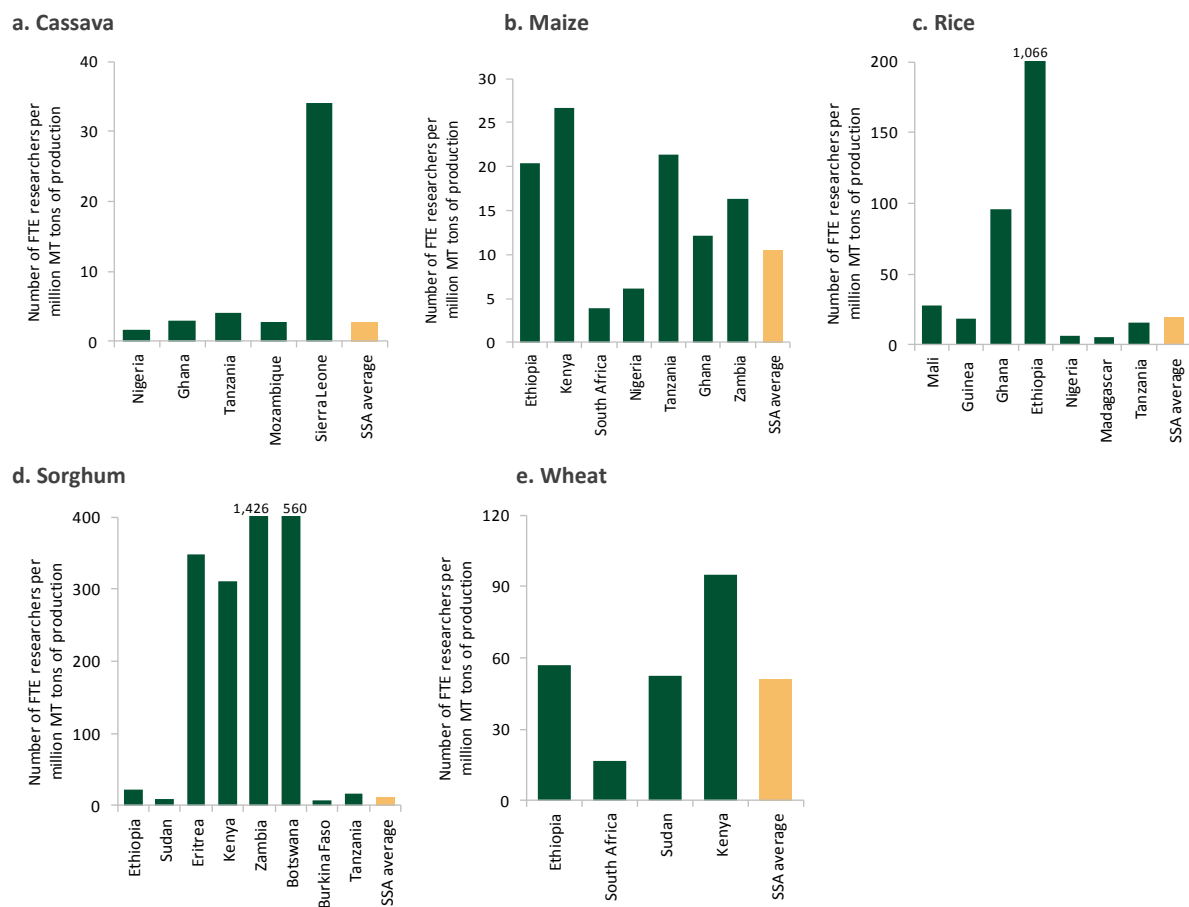 a. Cassava
Number of FTE researchers per
million MT tons of production
40
30
20
10
0
Nigeria
Ghana
Tanzania
Mozambique
Sierra Leone
SSA average
b. Maize
Number of FTE researchers per
million MT tons of production
30
25
20
15
10
5
0
Ethiopia
Kenya
South Africa
Nigeria
Tanzania
Ghana
Zambia
SSA average
c. Rice
Number of FTE researchers per
million MT tons of production
200
150
100
50
0
1,066
Mali
Guinea
Ghana
Ethiopia
Nigeria
Madagascar
Tanzania
SSA average
d. Sorghum
Number of FTE researchers per
million MT tons of production
400
300
200
100
0
1,426
560
Ethiopia
Sudan
Eritrea
Kenya
Zambia
Botswana
Burkina Faso
Tanzania
SSA average
e. Wheat
Number of FTE researchers per
million MT tons of production
120
90
60
30
0
Ethiopia
South Africa
Sudan
Kenya
SSA average